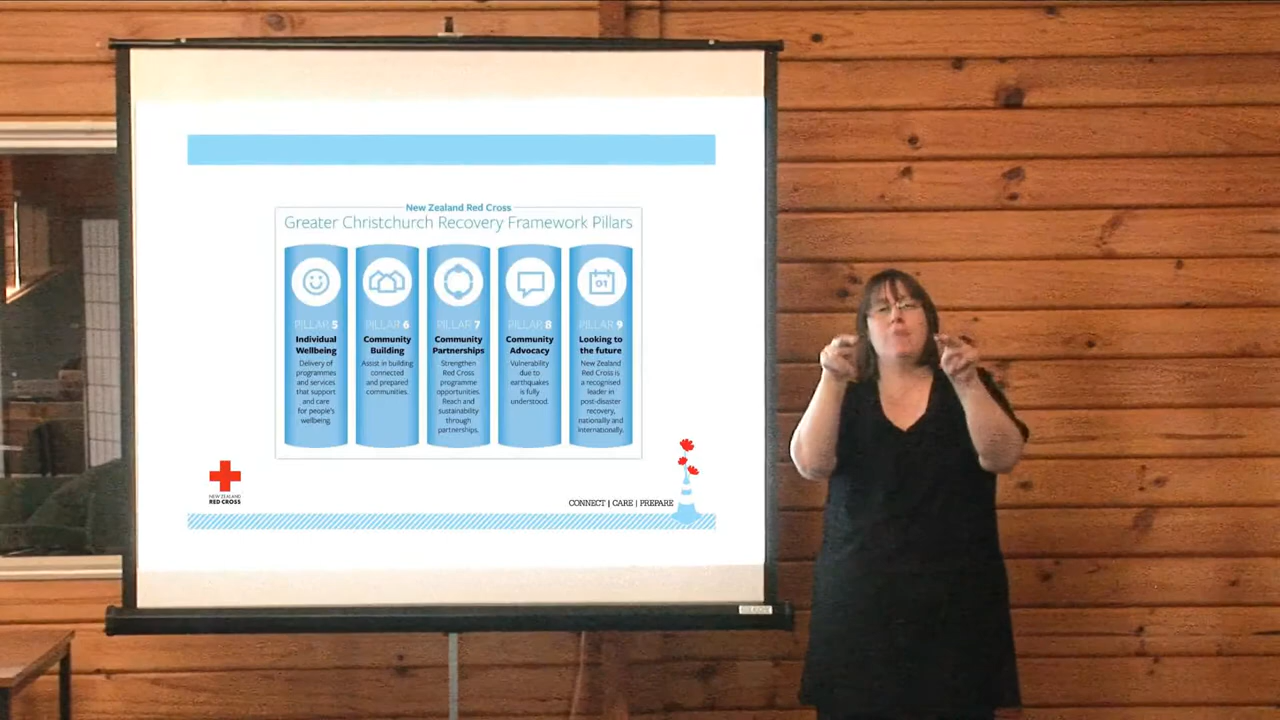 New Zealand Red Cross
Greater Christchurch Recovery Framework Pillars
PILLAR 5
Individual
Wellbeing
Delivery of
programmes
and services
that support
and care
for people's
wellbeing.
PILLAR 6
Community
Building
Assist in building
connected
and prepared
communities.
PILLAR 7
Community
Partnerships
Strengthen
Red Cross
programme
opportunities.
Reach and
sustainability
through
partnerships.
PILLAR 8
Community
Advocacy
Vulnerability
due to
earthquakes
is fully
understood.
01
PILLAR 9
Looking to
the future
New Zealand
Red Cross is
a recognised
leader in
post-disaster
recovery,
nationally and
internationally.
NEW ZEALAND
RED CROSS
CONNECT | CARE | PREPARE